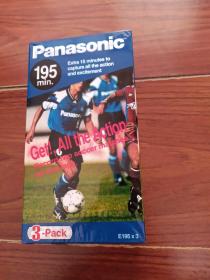 Panasonic
195
min.
Extra 15 minutes to
capture all the action
and excitement
Get All the action
3-Pack
E195 x 3